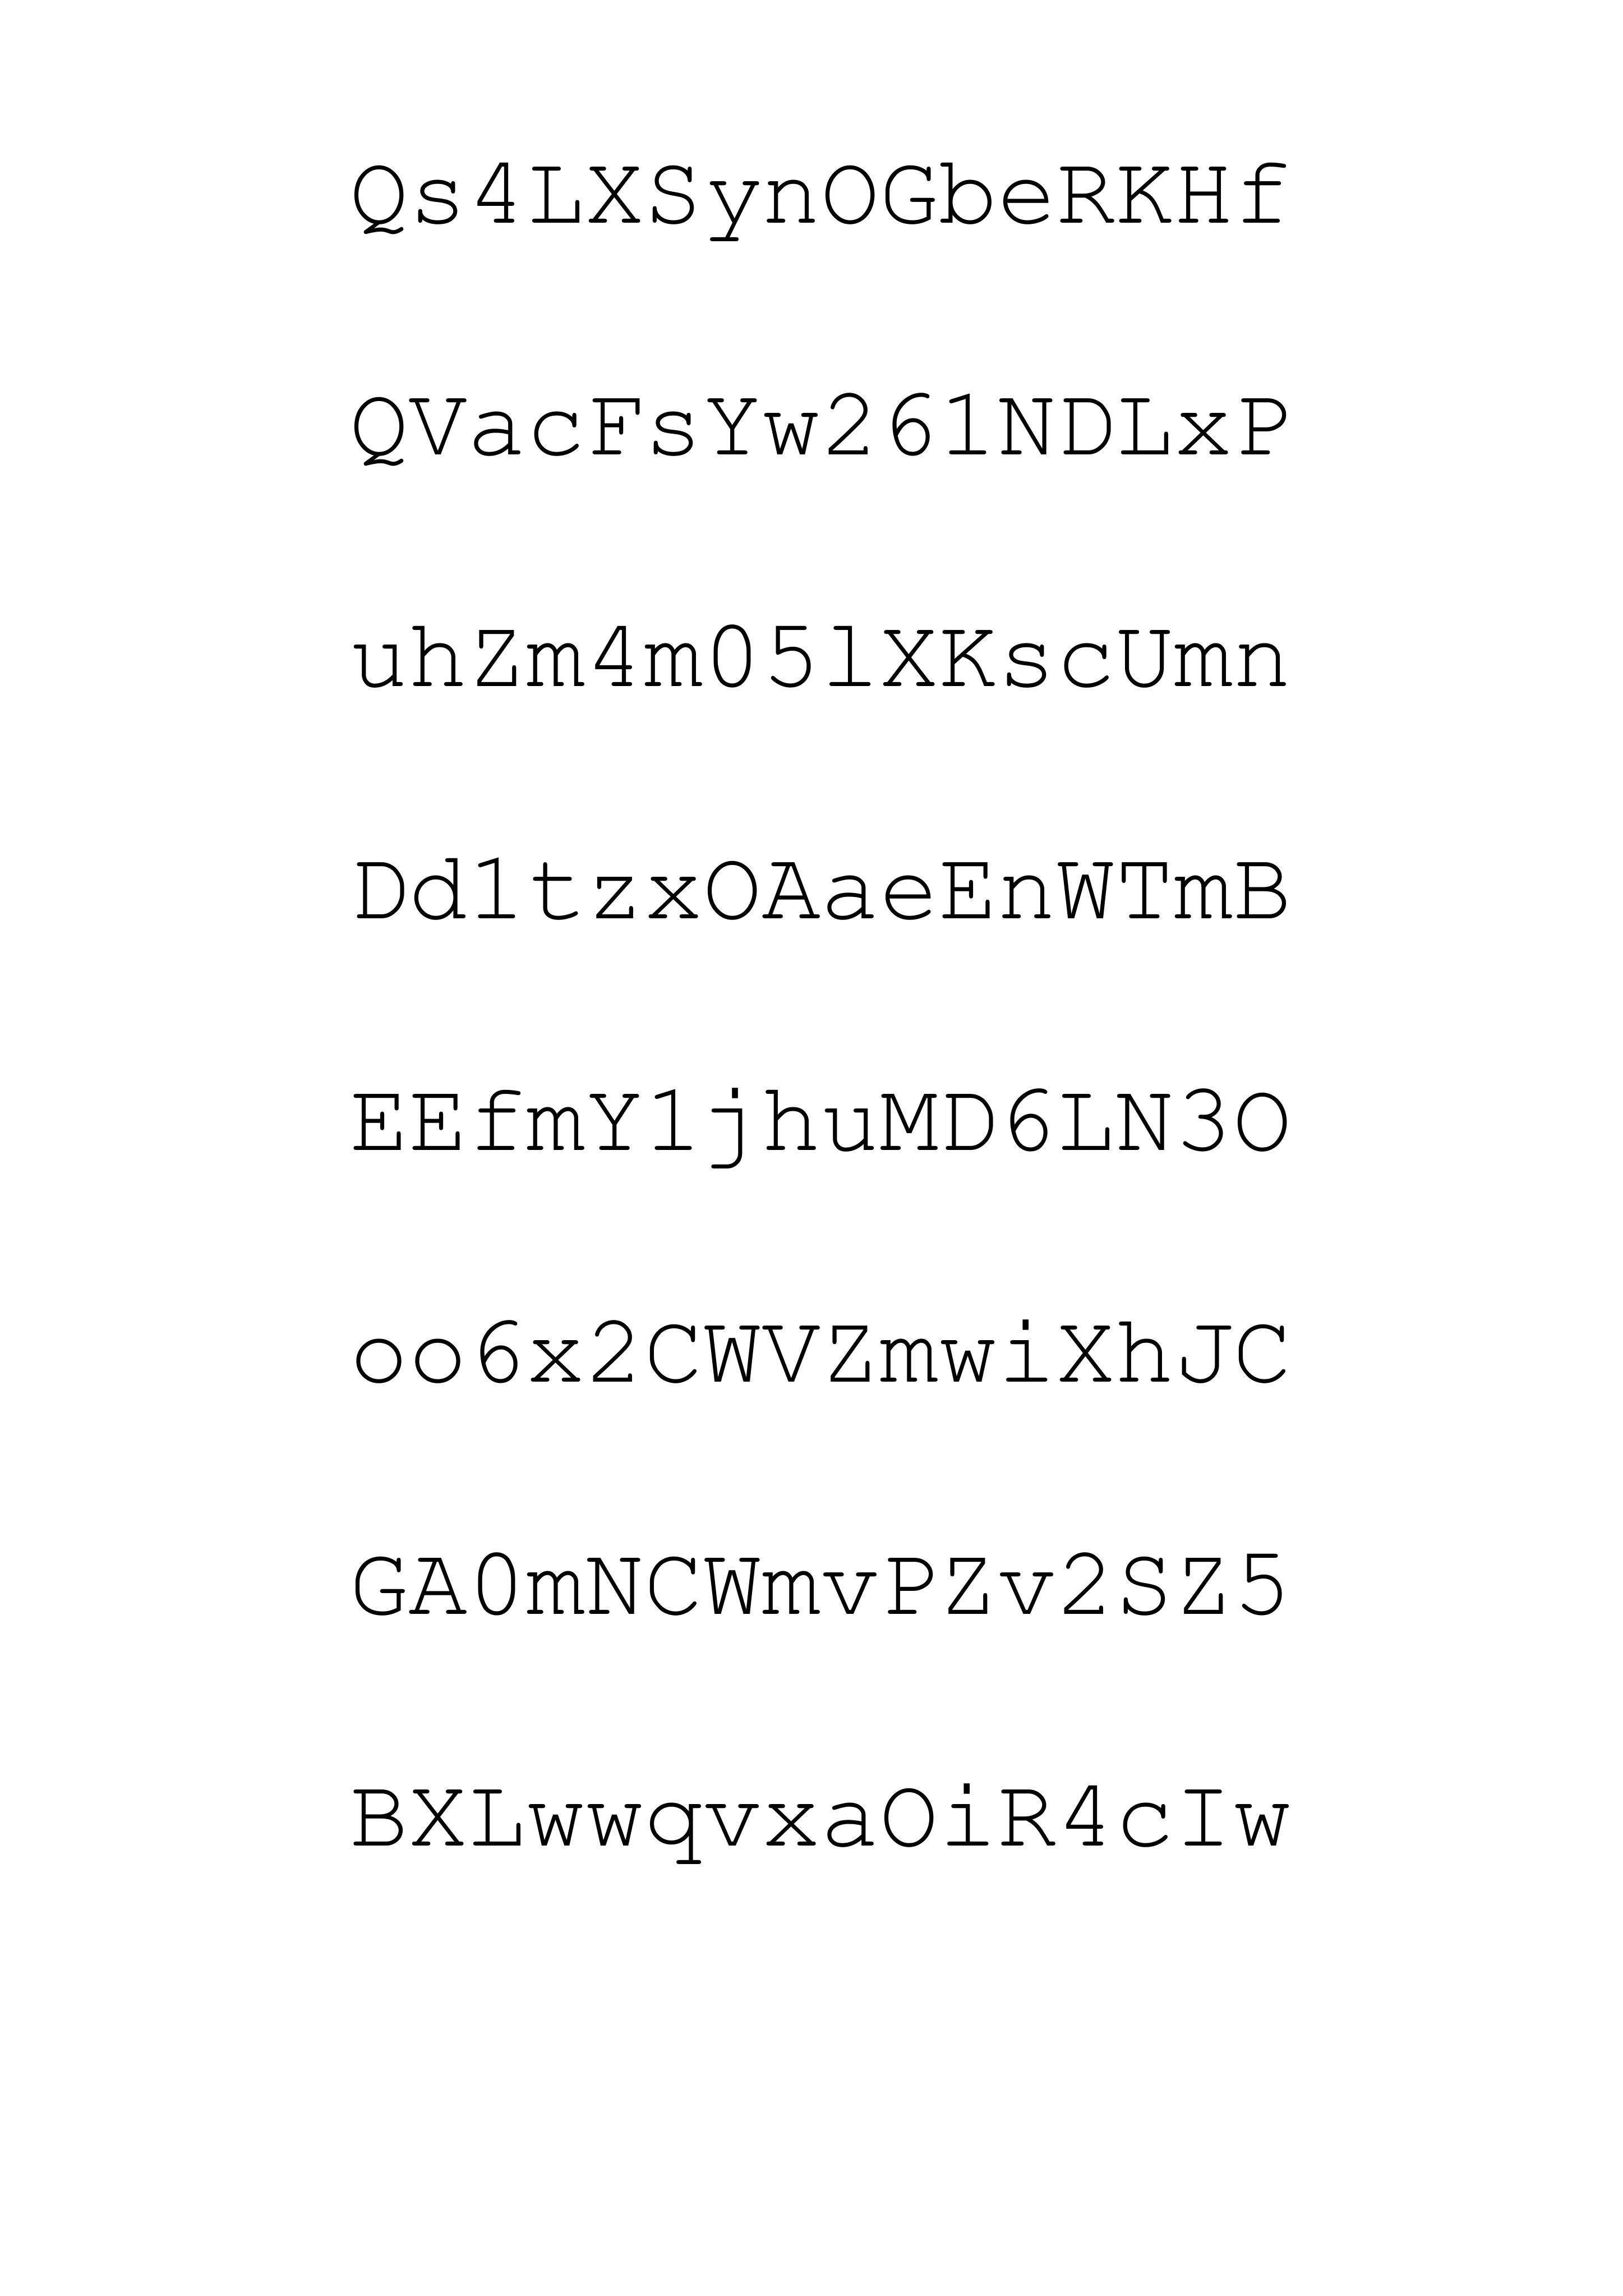 Qs4LXSynOGbeRKHf
QVacFsYw261NDLxP
uhZm4m05lXKscUmn
Dd1tzxOAaeEnWTmB
EEfmY1jhuMD6LN3O
oo6x2CWVZmwiXhJC
GA0mNCWmvPZv2SZ5
BXLwwqvxaOiR4cIw